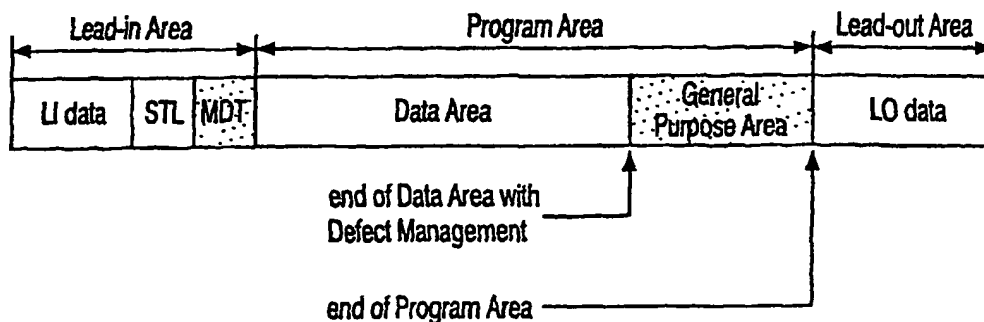 Lead-in Area
Program Area
Lead-out Area
LI data
STL
MDT
Data Area
General
Purpose Area
LO data
end of Data Area with
Defect Management
end of Program Area